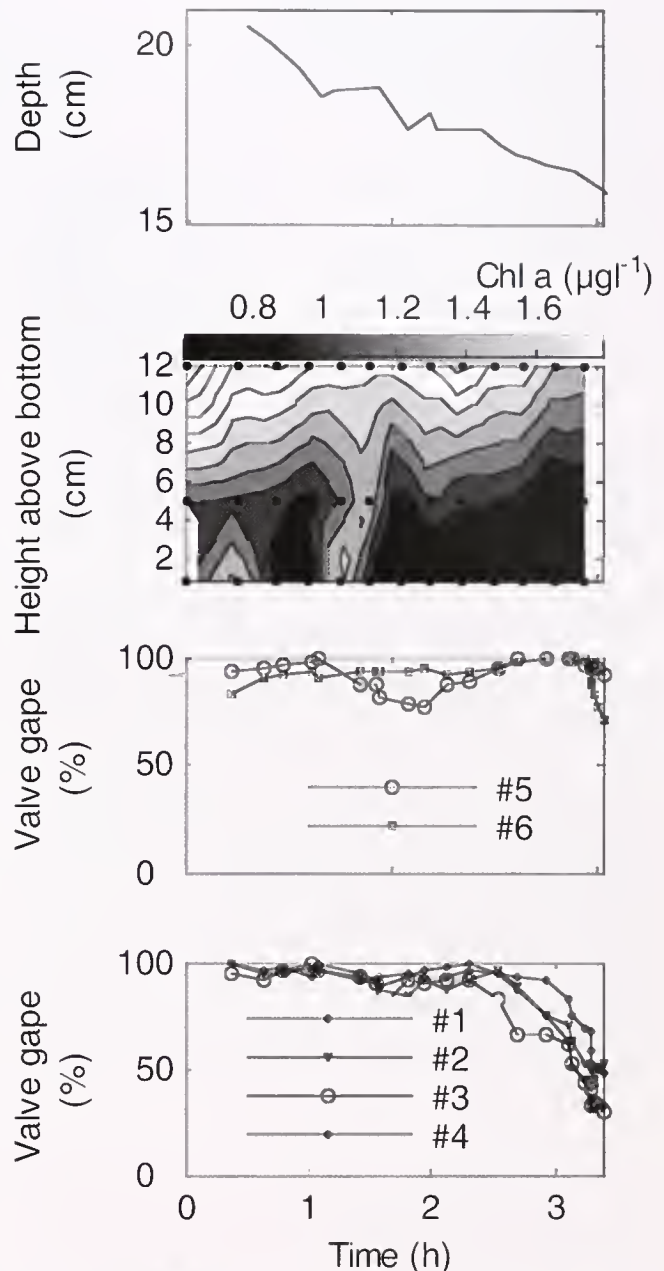 20
15
Depth
(cm)
Chl a (µgl⁻¹)
0.8 1 1.2 1.4 1.6
12
10
8
6
4
2
Height above bottom
(cm)
100
50
0
Valve gape
(%)
#5
#6
100
50
0
Valve gape
(%)
#1
#2
#3
#4
0 1 2 3
Time (h)